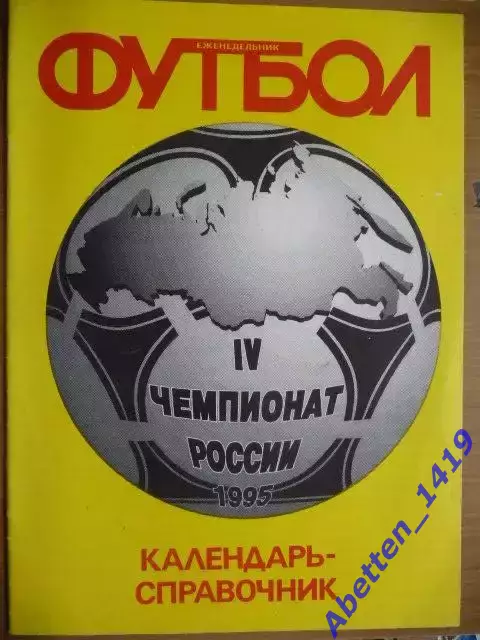 ЕЖЕНЕДЕЛЬНИК
ФУТБОЛ
IV
ЧЕМПИОНАТ
РОССИИ
1995
КАЛЕНДАРЬ-
СПРАВОЧНИК
Abetten_1419